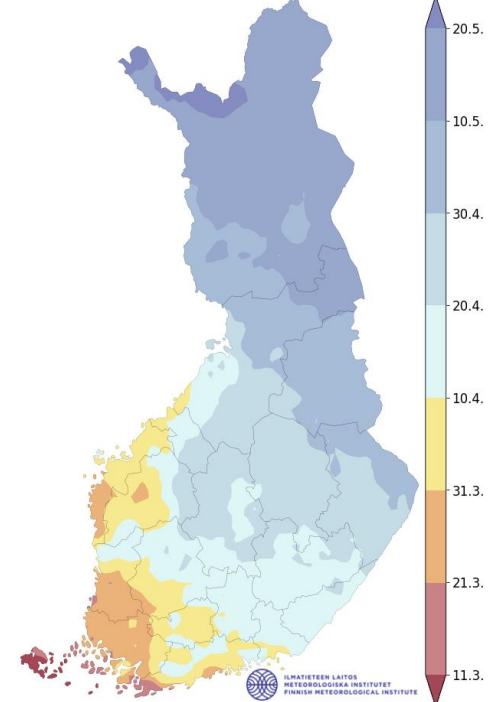 20.5.
10.5.
30.4.
20.4.
10.4.
31.3.
21.3.
11.3.
ILMATIETEEN LAITOS
METEOROLOGISKA INSTITUTET
FINNISH METEOROLOGICAL INSTITUTE